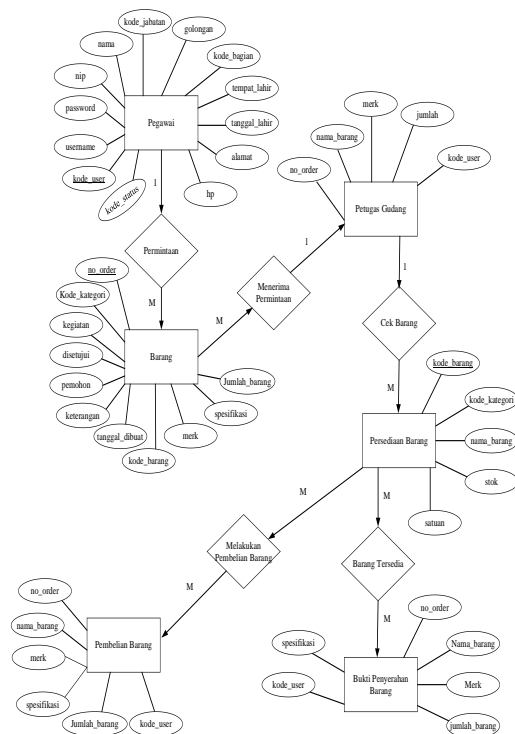 kode_jabatan
golongan
nama
kode_bagian
nip
tempat_lahir
password
Pegawai
tanggal_lahir
username
alamat
kode_user
kode_status
hp
1
merk
jumlah
nama_barang
no_order
kode_user
Petugas Gudang
1
Permintaan
M
Menerima
Permintaan
M
1
no_order
Kode_kategori
kegiatan
disetujui
Barang
pemohon
Jumlah_barang
keterangan
spesifikasi
tanggal_dibuat
merk
kode_barang
Cek Barang
M
kode_barang
kode_kategori
Persediaan Barang
nama_barang
stok
satuan
M
M
Melakukan
Pembelian Barang
M
Barang Tersedia
M
no_order
nama_barang
merk
Pembelian Barang
spesifikasi
Jumlah_barang
kode_user
no_order
spesifikasi
Nama_barang
kode_user
Bukti Penyerahan
Barang
Merk
jumlah_barang